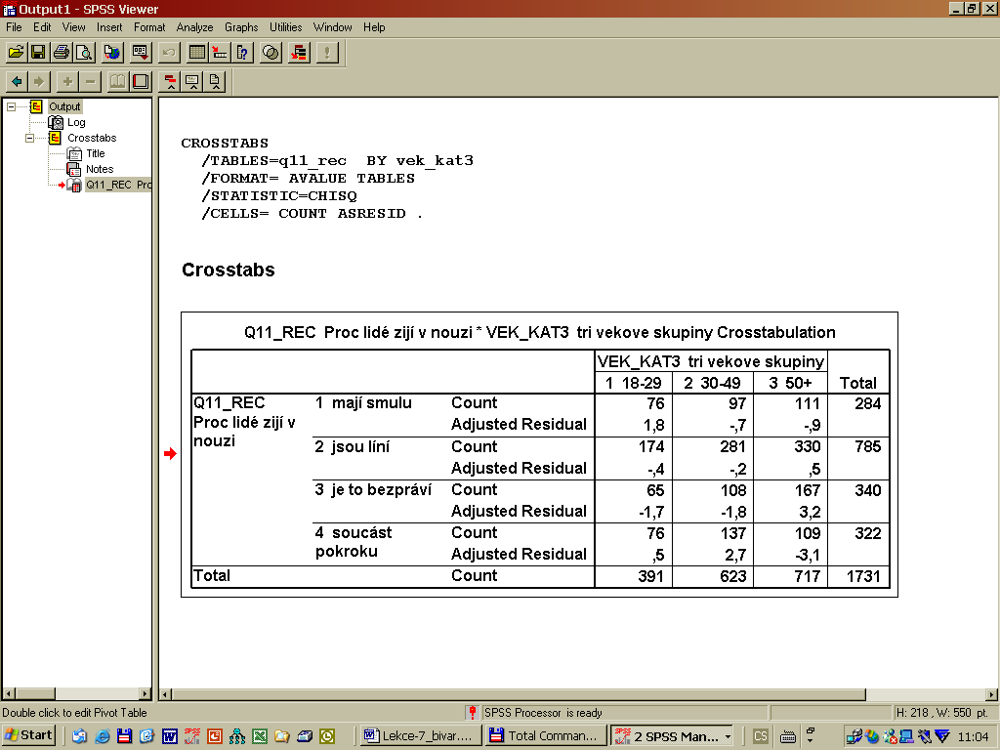 Output1 - SPSS Viewer
File Edit View Insert Format Analyze Graphs Utilities Window Help
Output
Log
Crosstabs
Title
Notes
Q11_REC Prc
CROSSTABS
/TABLES=q11_rec BY vek_kat3
/FORMAT= AVALUE TABLES
/STATISTIC=CHISQ
/CELLS= COUNT ASRESID .
Crosstabs
Q11_REC Proc lidé zijí v nouzi * VEK_KAT3 tri vekove skupiny Crosstabulation
VEK_KAT3 tri vekove skupiny
1 18-29 2 30-49 3 50+ Total
Q11_REC 1 mají smulu Count 76 97 111 284
Proc lidé zijí v Adjusted Residual 1,8 -,7 -,9
nouzi 2 jsou líní Count 174 281 330 785
Adjusted Residual -,4 -,2 ,5
3 je to bezpráví Count 65 108 167 340
Adjusted Residual -1,7 -1,8 3,2
4 soucást Count 76 137 109 322
pokroku Adjusted Residual ,5 2,7 -3,1
Total Count 391 623 717 1731
Double click to edit Pivot Table SPSS Processor is ready H: 218 , W: 550 pt.
Start Lekce-7_bivar.... Total Comman... 2 SPSS Man... CS 11:04